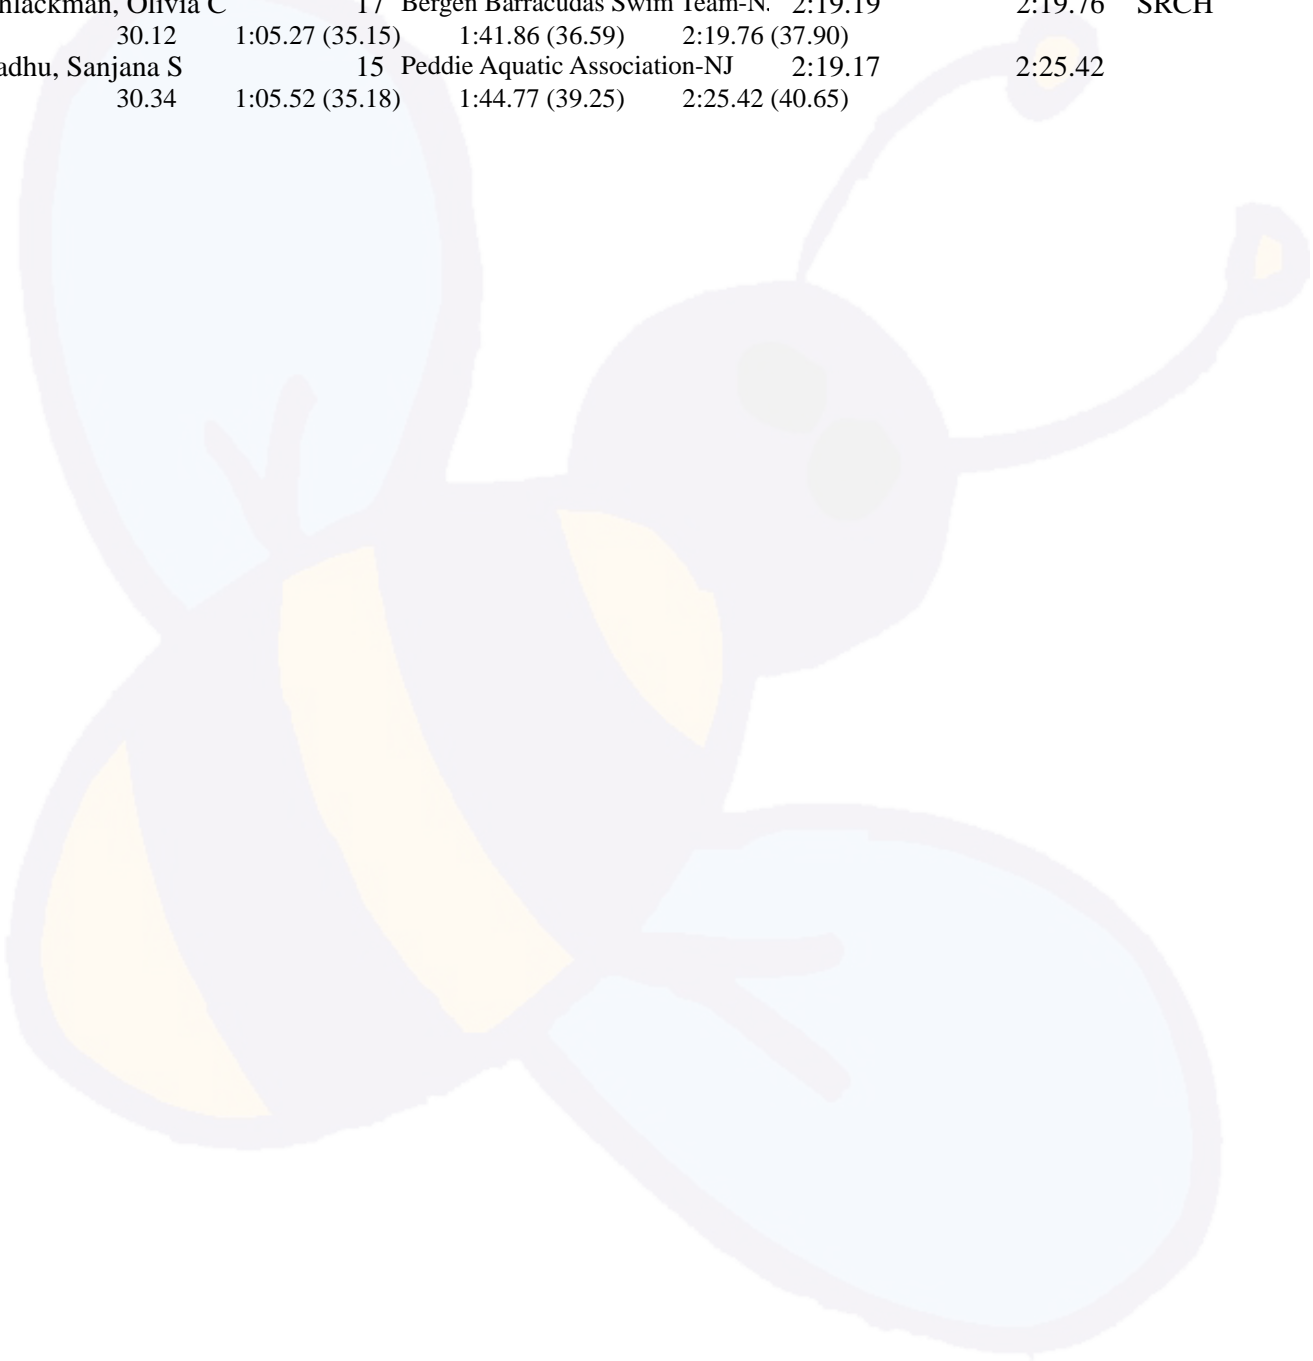 hlackman, Olivia C 17 Bergen Barracudas Swim Team-N. 2:19.19 2:19.76 SRCH
30.12 1:05.27 (35.15) 1:41.86 (36.59) 2:19.76 (37.90)
adhu, Sanjana S 15 Peddie Aquatic Association-NJ 2:19.17 2:25.42
30.34 1:05.52 (35.18) 1:44.77 (39.25) 2:25.42 (40.65)